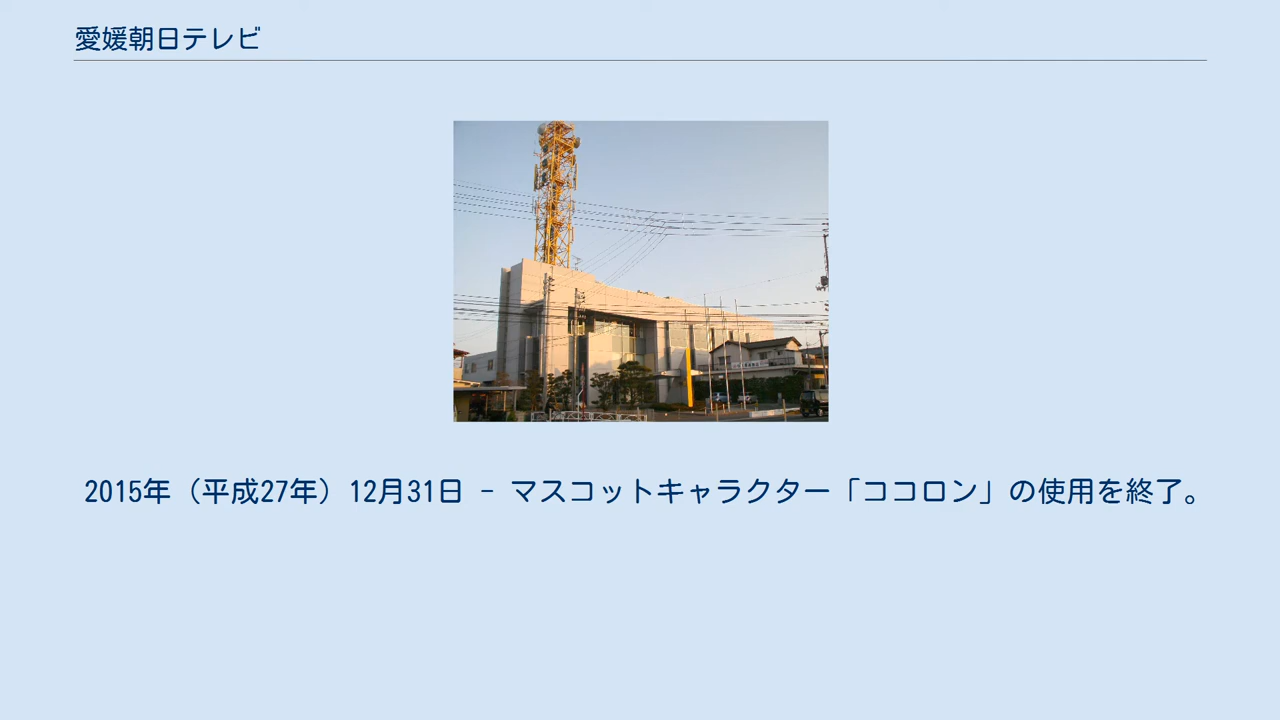 愛媛朝日テレビ
2015年（平成27年）12月31日 - マスコットキャラクター「ココロン」の使用を終了。